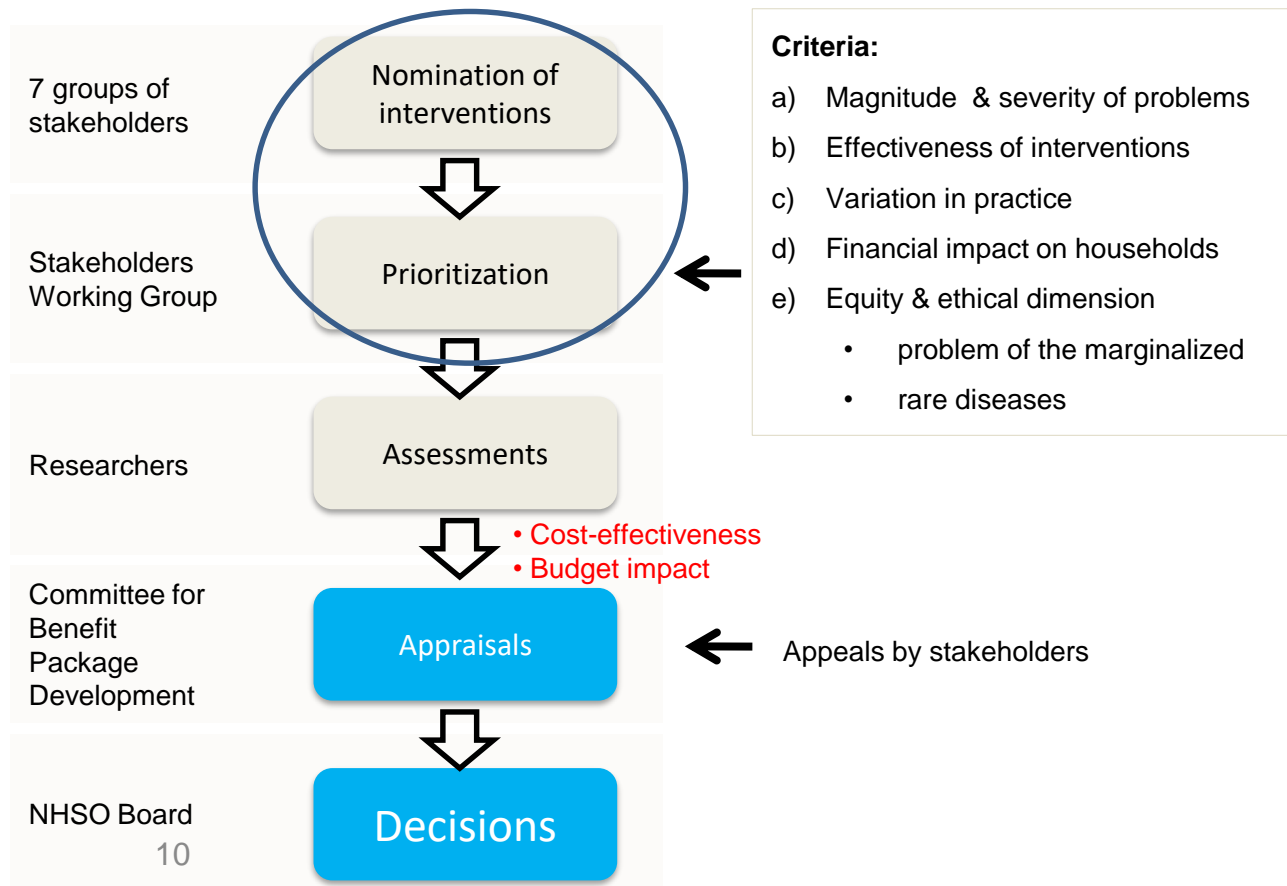 7 groups of
stakeholders
Nomination of
interventions
Criteria:
a) Magnitude & severity of problems
b) Effectiveness of interventions
c) Variation in practice
d) Financial impact on households
e) Equity & ethical dimension
• problem of the marginalized
• rare diseases
Stakeholders
Working Group
Prioritization
Researchers
Assessments
• Cost-effectiveness
• Budget impact
Committee for
Benefit
Package
Development
Appraisals
Appeals by stakeholders
NHSO Board
Decisions
10